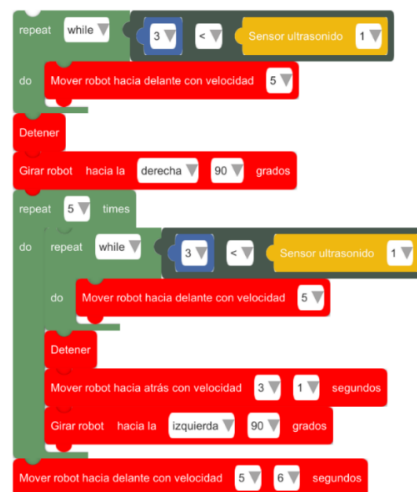 repeat while 3 < Sensor ultrasonido 1
do Mover robot hacia delante con velocidad 5
Detener
Girar robot hacia la derecha 90 grados
repeat 5 times
do repeat while 3 < Sensor ultrasonido 1
do Mover robot hacia delante con velocidad 5
Detener
Mover robot hacia atrás con velocidad 3 1 segundos
Girar robot hacia la izquierda 90 grados
Mover robot hacia delante con velocidad 5 6 segundos